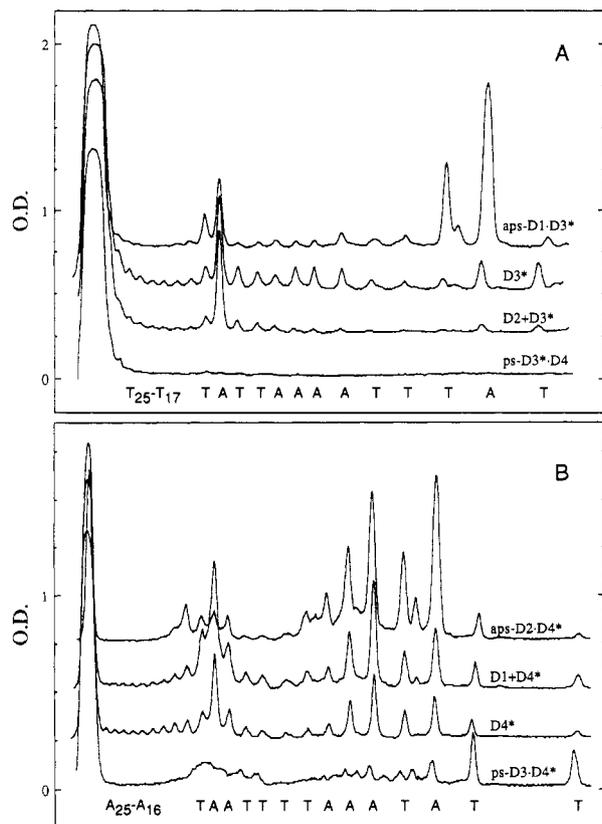 A
2
O.D.
1
aps-D1·D3*
D3*
D2+D3*
ps-D3*·D4
0
T25-T17 T A T T A A A A T T T A T
B
O.D.
1
aps-D2·D4*
D1+D4*
D4*
ps-D3·D4*
0
A25-A16 T A A T T T T A A A T A T T